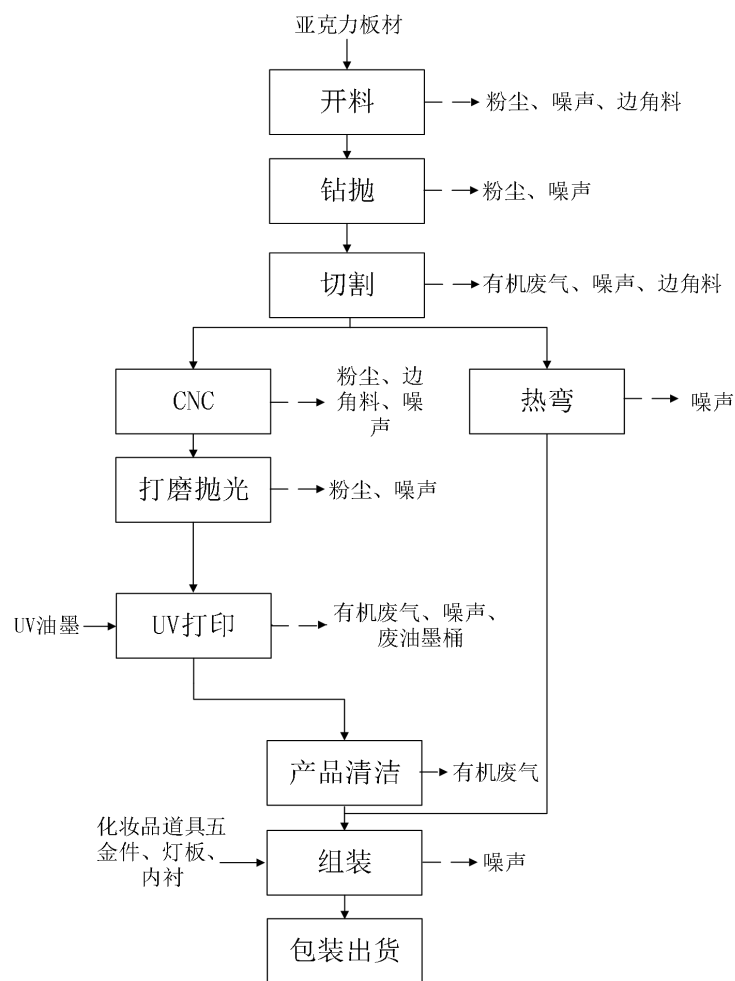 亚克力板材
开料
粉尘、噪声、边角料
钻抛
粉尘、噪声
切割
有机废气、噪声、边角料
CNC
粉尘、边
角料、噪
声
热弯
噪声
打磨抛光
粉尘、噪声
UV油墨
UV打印
有机废气、噪声、
废油墨桶
产品清洁
有机废气
化妆品道具五
金件、灯板、
内衬
组装
噪声
包装出货